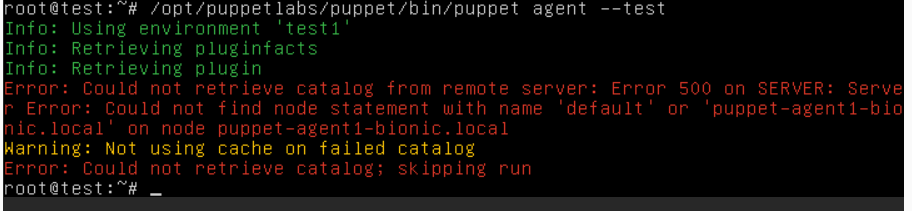 root@test:~# /opt/puppetlabs/puppet/bin/puppet agent --test
Info: Using environment 'test1'
Info: Retrieving pluginfacts
Info: Retrieving plugin
Error: Could not retrieve catalog from remote server: Error 500 on SERVER: Serve
r Error: Could not find node statement with name 'default' or 'puppet-agent1-bio
nic.local' on node puppet-agent1-bionic.local
Warning: Not using cache on failed catalog
Error: Could not retrieve catalog; skipping run
root@test:~# _